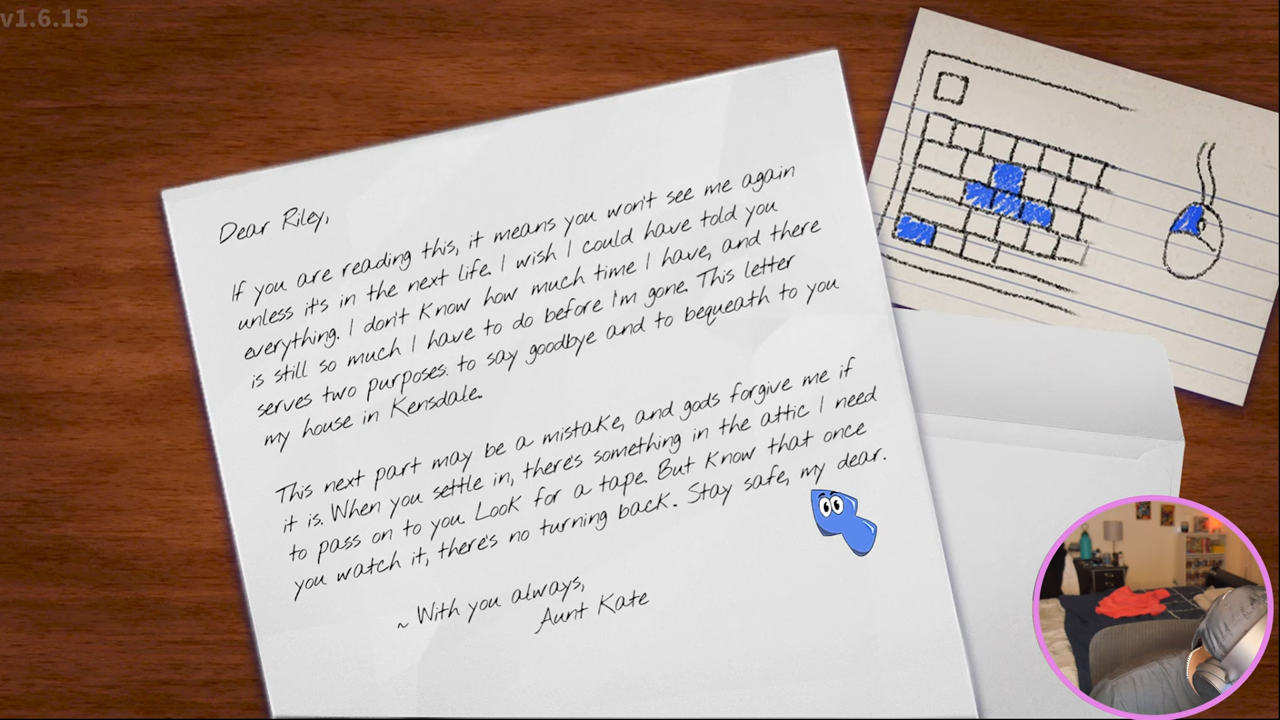 v1.6.15
Dear Riley,
If you are reading this, it means you won't see me again
unless it's in the next life. I wish I could have told you
everything. I don't know how much time I have, and there
is still so much I have to do before I'm gone. This letter
serves two purposes: to say goodbye and to bequeath to you
my house in Kensdale.
This next part may be a mistake, and gods forgive me if
it is. When you settle in, there's something in the attic I need
to pass on to you. Look for a tape. But know that once
you watch it, there's no turning back. Stay safe, my dear.
~ With you always,
Aunt Kate